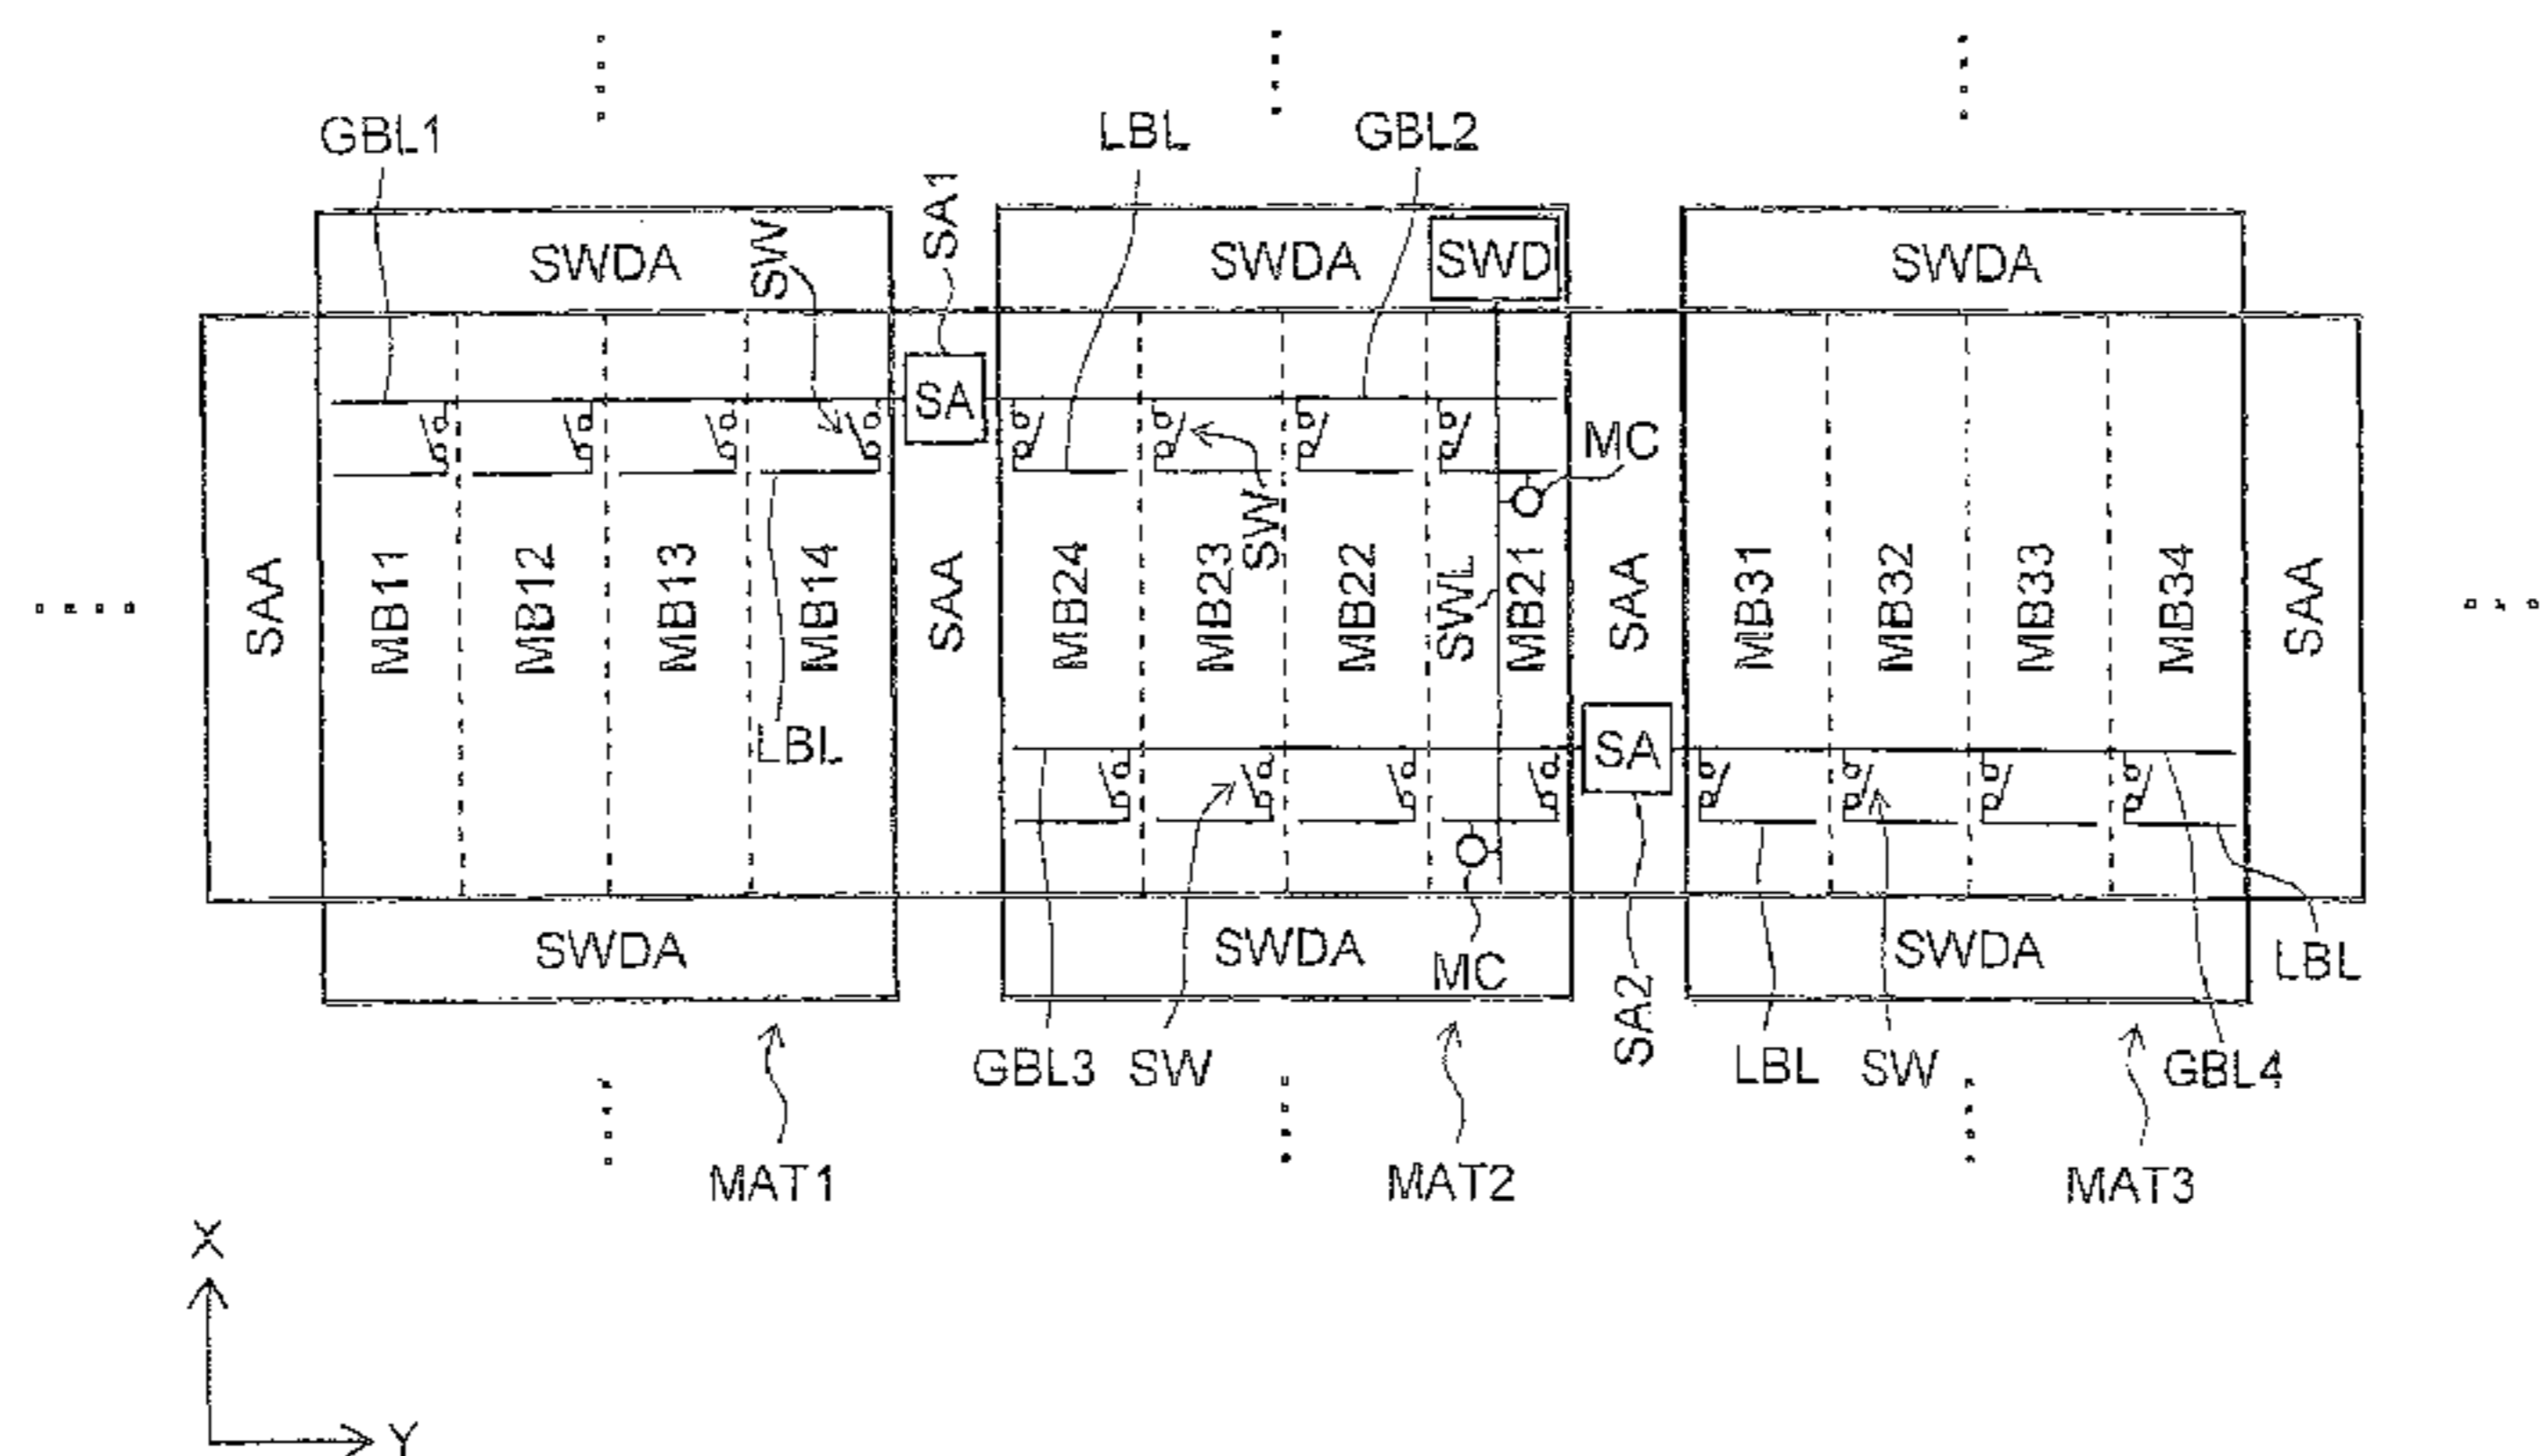 GBL1 LBL GBL2
SA1
SWDA SW SWDA SWD SWDA
SA
MC
SW
SAA MB11 MB12 MB13 MB14 SAA MB24 MB23 MB22 SWL MB21 SAA MB31 MB32 MB33 MB34 SAA
LBL SA
SWDA SWDA MC SWDA LBL
SA2
GBL3 SW LBL SW GBL4
MAT1 MAT2 MAT3
X
Y